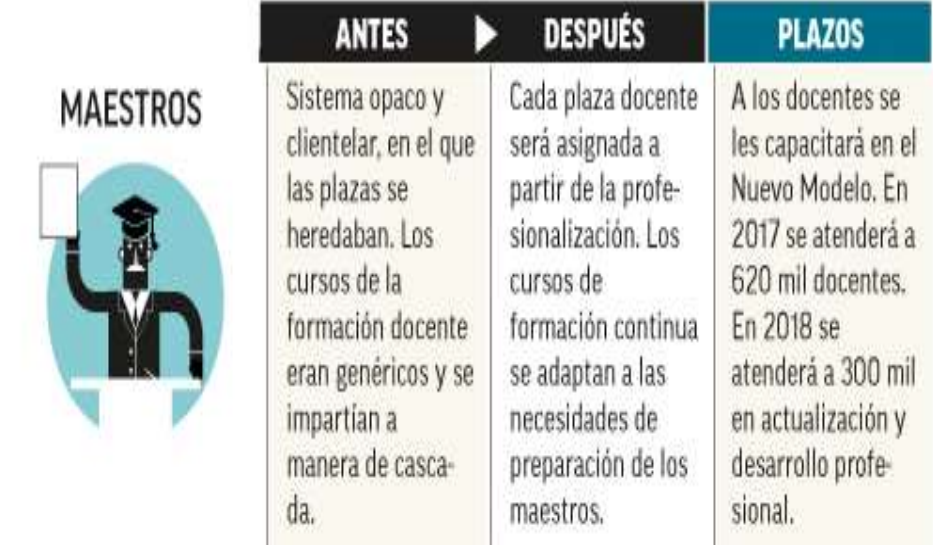 ANTES
DESPUÉS
PLAZOS
MAESTROS
Sistema opaco y
clientelar, en el que
las plazas se
heredaban. Los
cursos de la
formación docente
eran genéricos y se
impartían a
manera de casca-
da.
Cada plaza docente
será asignada a
partir de la profe-
sionalización. Los
cursos de
formación continua
se adaptan a las
necesidades de
preparación de los
maestros.
A los docentes se
les capacitará en el
Nuevo Modelo. En
2017 se atenderá a
620 mil docentes.
En 2018 se
atenderá a 300 mil
en actualización y
desarrollo profe-
sional.